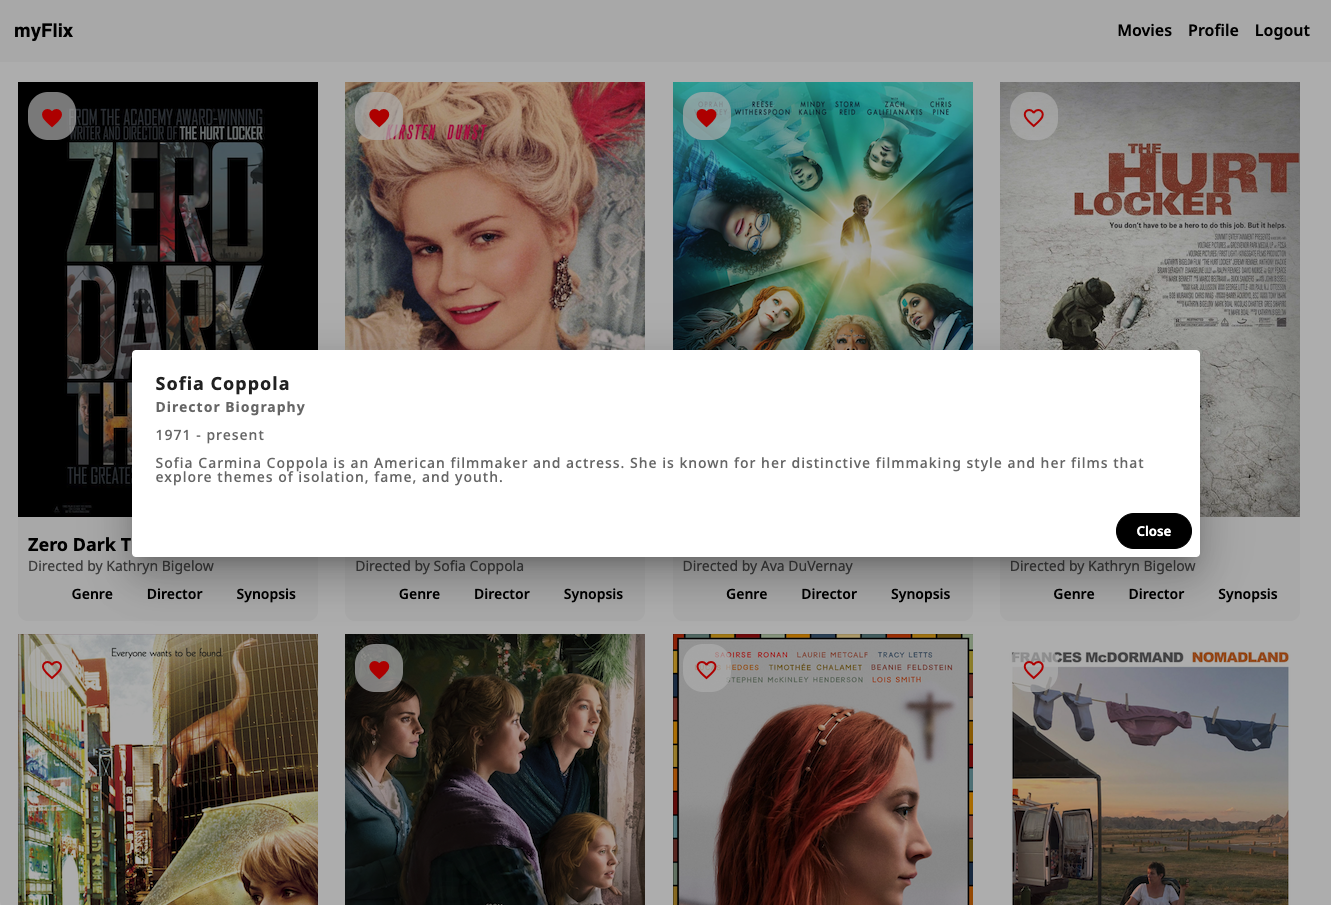 myFlix
Movies Profile Logout
FROM THE ACADEMY AWARD®-WINNING
WRITER AND DIRECTOR OF THE HURT LOCKER
ZERO
DARK
KIRSTEN DUNST
OPRAH WINFREY REESE WITHERSPOON MINDY KALING STORM REID ZACH GALIFIANAKIS CHRIS PINE
THE
HURT
LOCKER
You don't have to be a hero to do this job. But it helps.
Sofia Coppola
Director Biography
1971 - present
Sofia Carmina Coppola is an American filmmaker and actress. She is known for her distinctive filmmaking style and her films that
explore themes of isolation, fame, and youth.
Close
THE GREATE
Zero Dark T
Directed by Kathryn Bigelow
Genre Director Synopsis
Directed by Sofia Coppola
Genre Director Synopsis
Directed by Ava DuVernay
Genre Director Synopsis
Directed by Kathryn Bigelow
Genre Director Synopsis
Everyone wants to be found.
SAOIRSE RONAN LAURIE METCALF TRACY LETTS
HEDGES TIMOTHÉE CHALAMET BEANIE FELDSTEIN
STEPHEN McKINLEY HENDERSON LOIS SMITH
FRANCES McDORMAND NOMADLAND